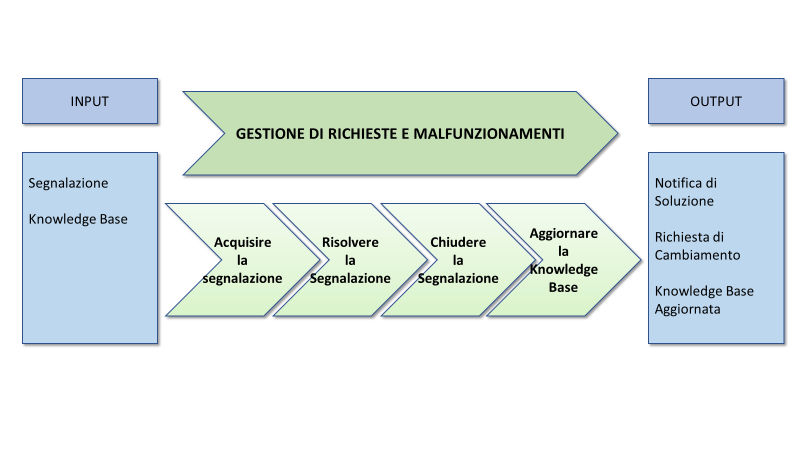 INPUT
GESTIONE DI RICHIESTE E MALFUNZIONAMENTI
OUTPUT
Segnalazione
Knowledge Base
Acquisire
la
segnalazione
Risolvere
la
Segnalazione
Chiudere
la
Segnalazione
Aggiornare
la
Knowledge
Base
Notifica di
Soluzione
Richiesta di
Cambiamento
Knowledge Base
Aggiornata